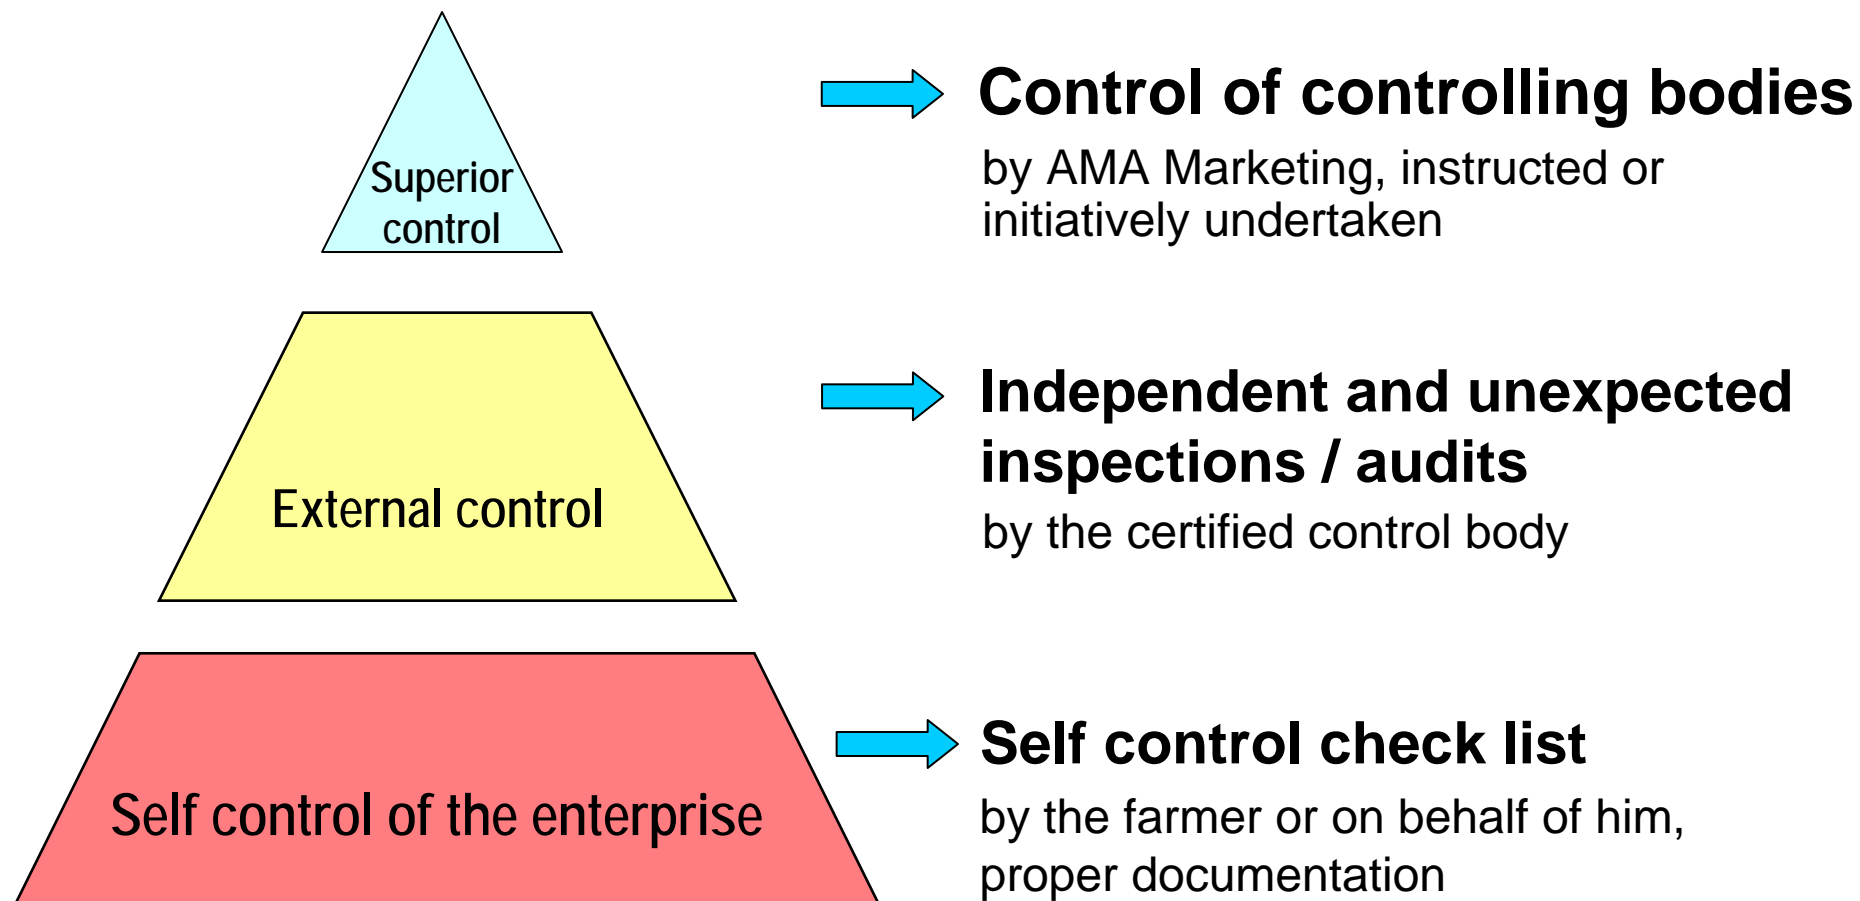 Superior
control
Control of controlling bodies
by AMA Marketing, instructed or
initiatively undertaken
External control
Independent and unexpected
inspections / audits
by the certified control body
Self control of the enterprise
Self control check list
by the farmer or on behalf of him,
proper documentation